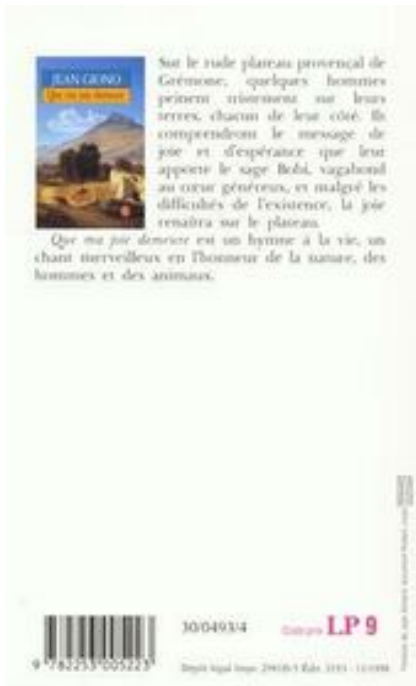 JEAN GIONO
Que ma joie demeure
Sur le rude plateau provençal de
Grémone, quelques hommes
peinent tristement sur leurs
terres, chacun de leur côté. Ils
comprendront le message de
joie et d'espérance que leur
apporte le sage Bobi, vagabond
au cœur généreux, et malgré les
difficultés de l'existence, la joie
renaîtra sur le plateau.
Que ma joie demeure est un hymne à la vie, un
chant merveilleux en l'honneur de la nature, des
hommes et des animaux.
30/0493/4
Code prix LP 9
9 782253 005223
Dépôt légal